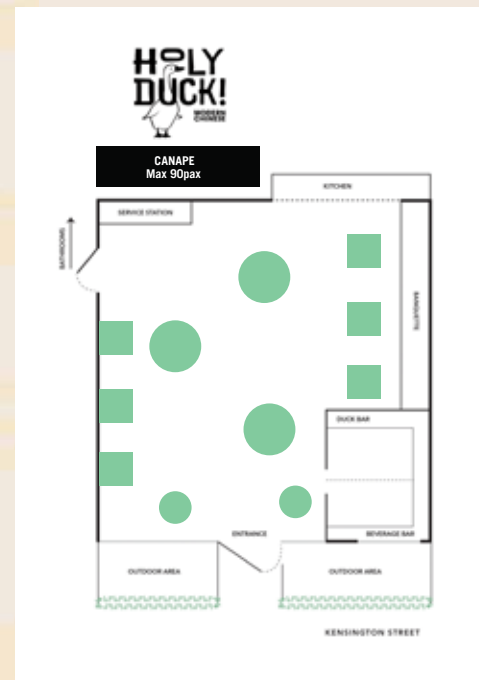 HOLY
DUCK!
MODERN
CHINESE
CANAPE
Max 90pax
KITCHEN
SERVICE STATION
BATHROOMS
BANQUETTE
DUCK BAR
ENTRANCE
BEVERAGE BAR
OUTDOOR AREA
OUTDOOR AREA
KENSINGTON STREET